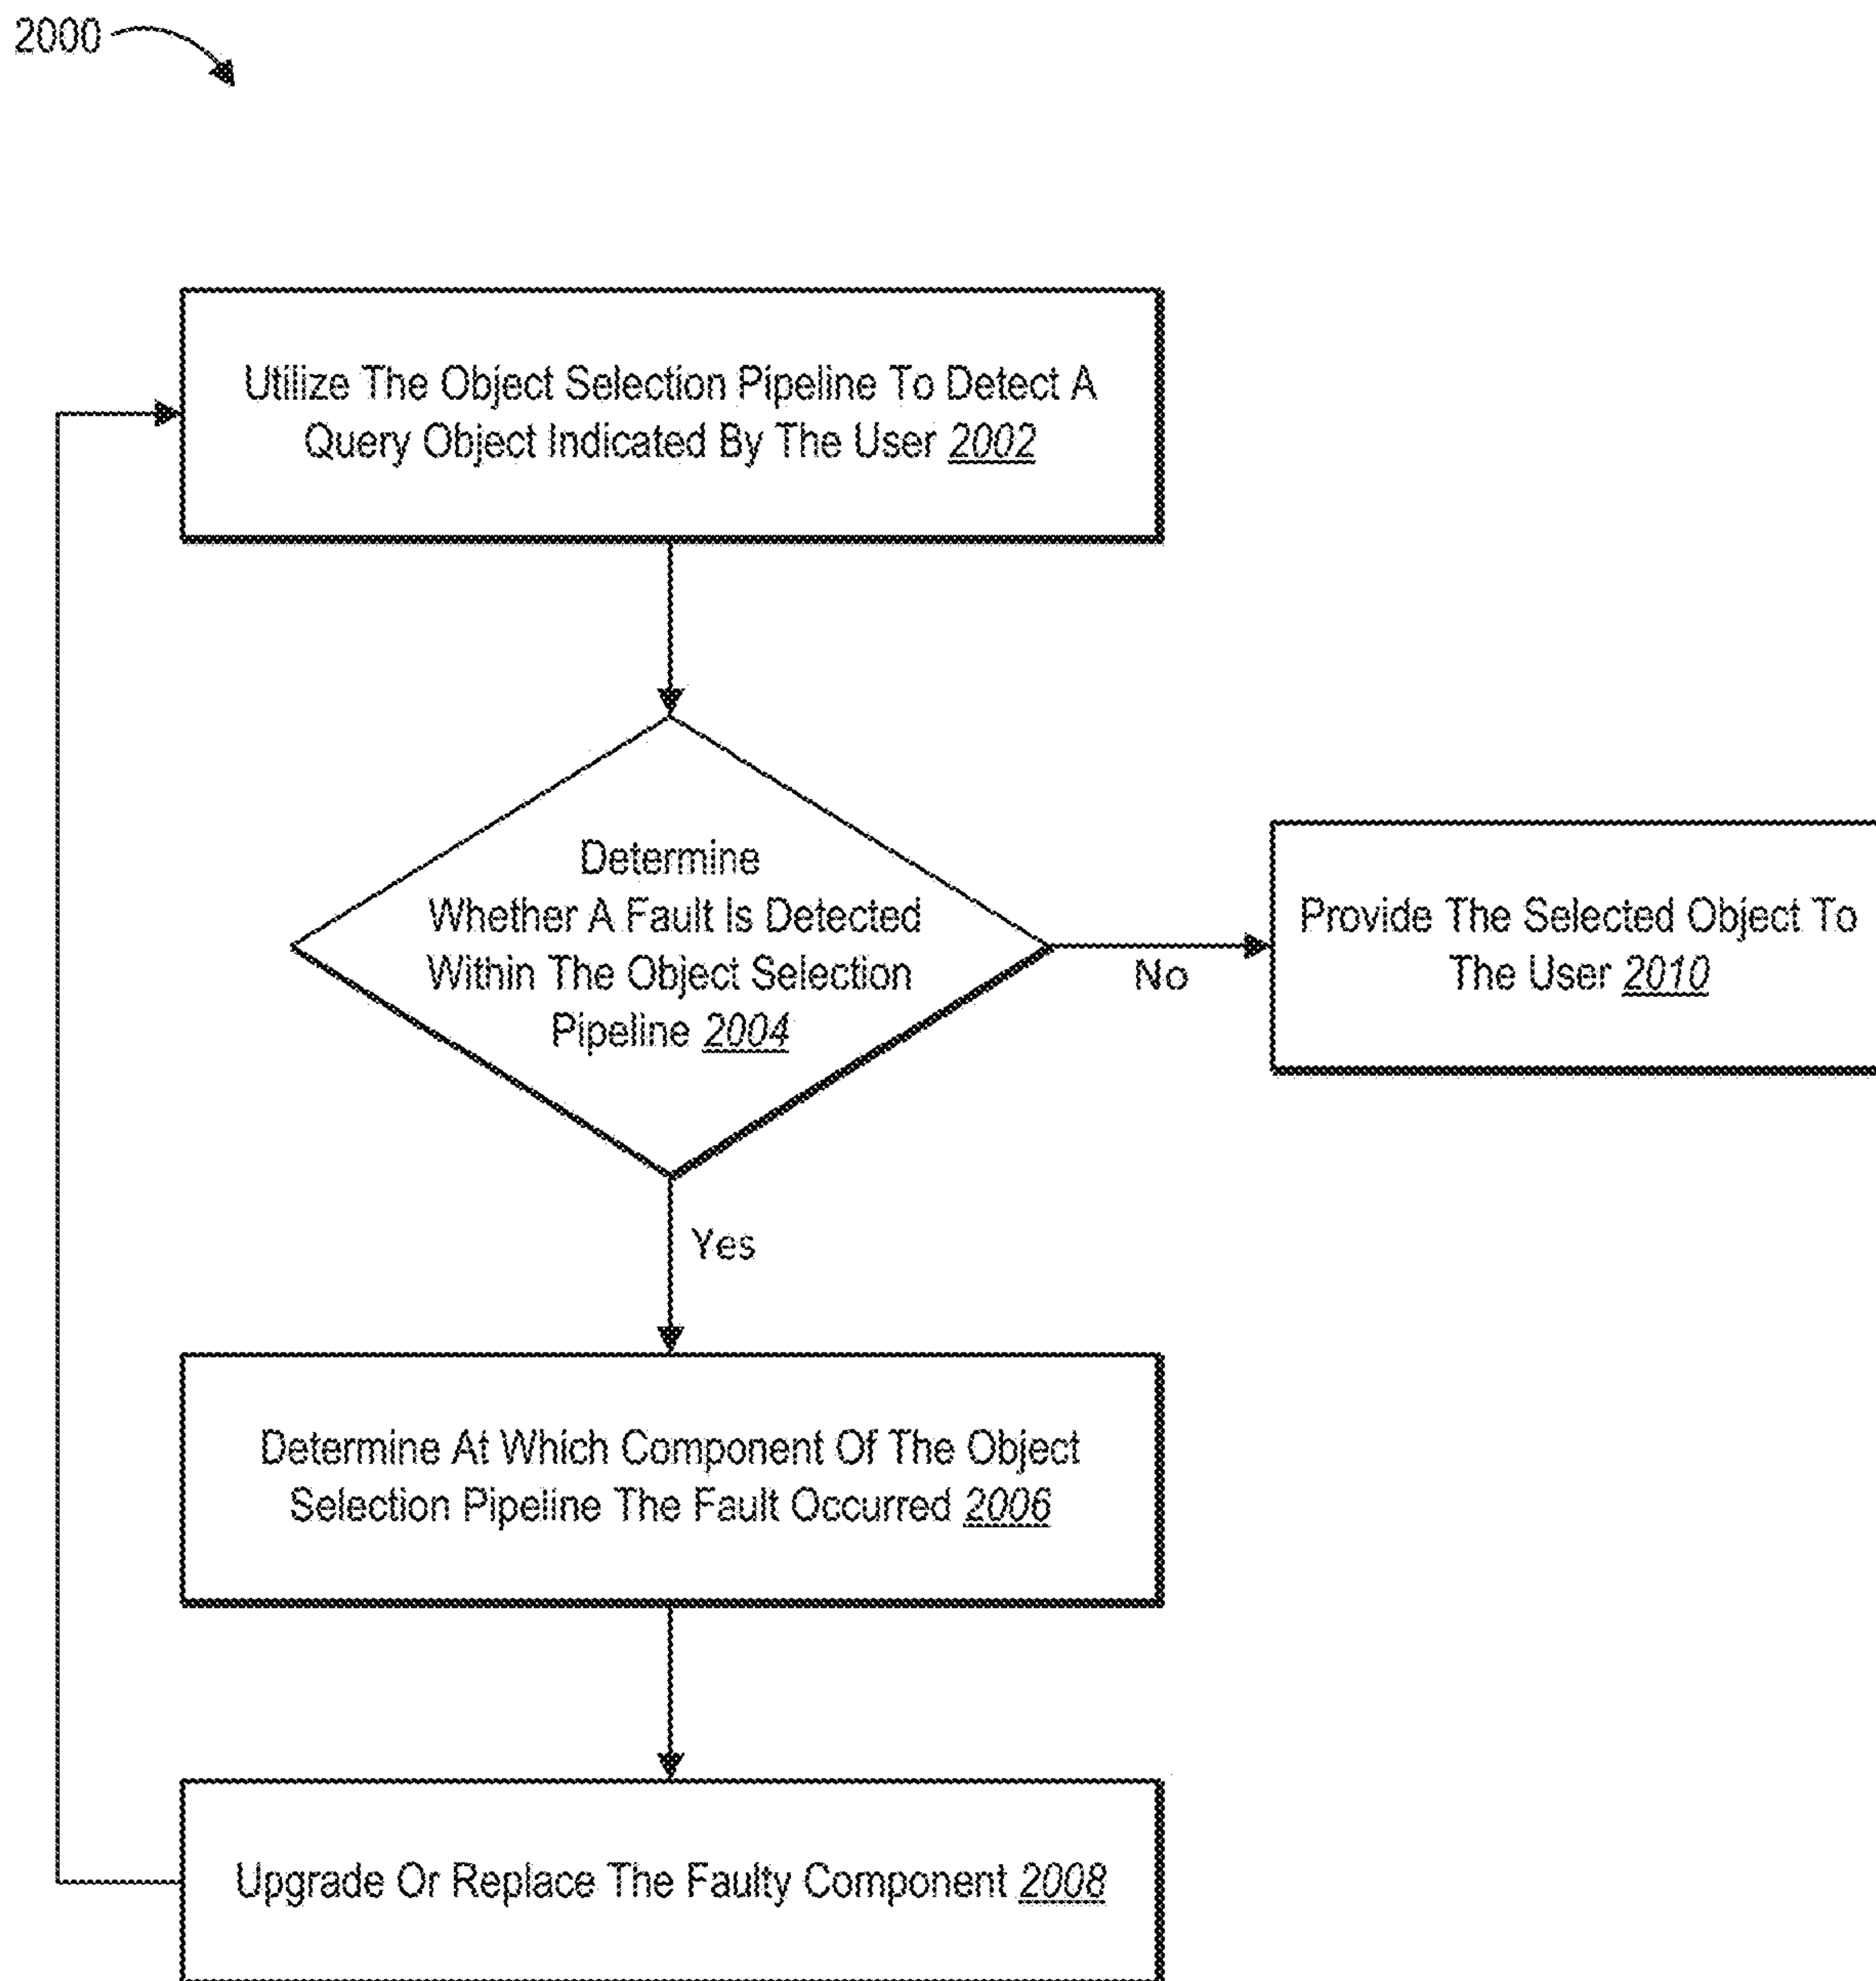 2000
Utilize The Object Selection Pipeline To Detect A
Query Object Indicated By The User 2002
Determine
Whether A Fault Is Detected
Within The Object Selection
Pipeline 2004
No
Provide The Selected Object To
The User 2010
Yes
Determine At Which Component Of The Object
Selection Pipeline The Fault Occurred 2006
Upgrade Or Replace The Faulty Component 2008